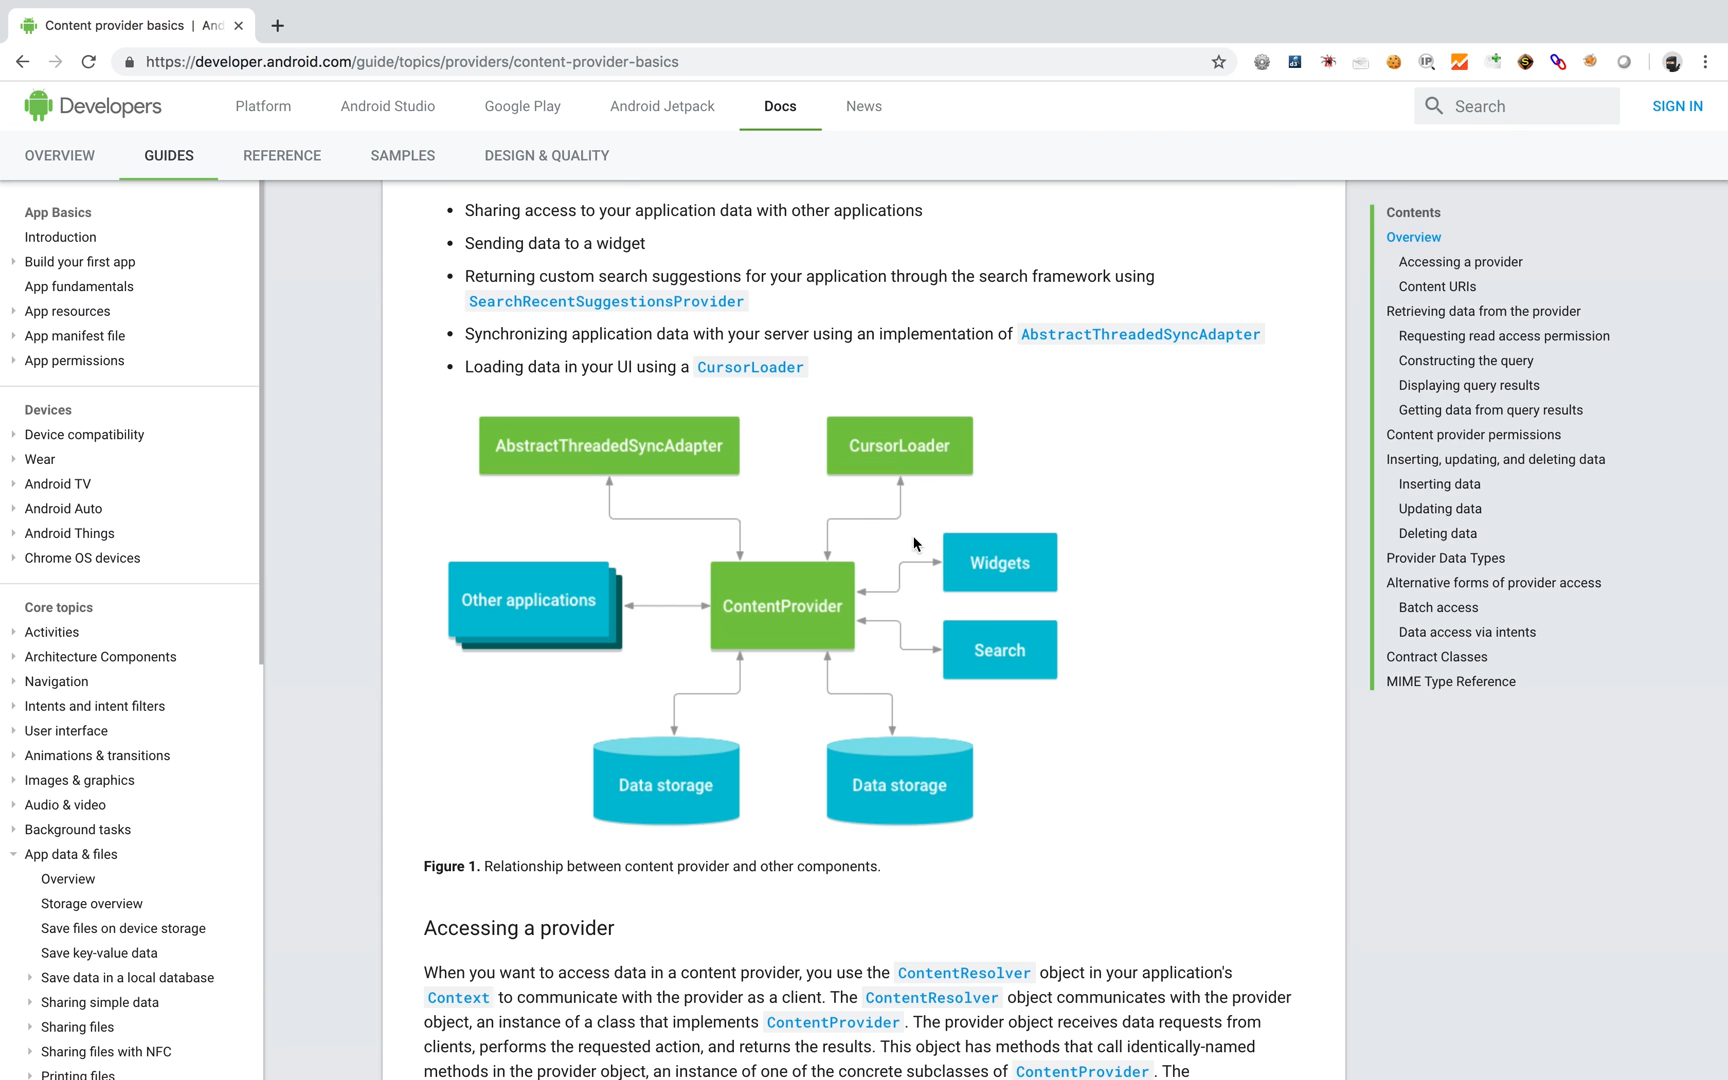 Content provider basics | And
https://developer.android.com/guide/topics/providers/content-provider-basics
Developers
Platform
Android Studio
Google Play
Android Jetpack
Docs
News
Search
SIGN IN
OVERVIEW
GUIDES
REFERENCE
SAMPLES
DESIGN & QUALITY
App Basics
Introduction
Build your first app
App fundamentals
App resources
App manifest file
App permissions
Devices
Device compatibility
Wear
Android TV
Android Auto
Android Things
Chrome OS devices
Core topics
Activities
Architecture Components
Navigation
Intents and intent filters
User interface
Animations & transitions
Images & graphics
Audio & video
Background tasks
App data & files
Overview
Storage overview
Save files on device storage
Save key-value data
Save data in a local database
Sharing simple data
Sharing files
Sharing files with NFC
Printing files
• Sharing access to your application data with other applications
• Sending data to a widget
• Returning custom search suggestions for your application through the search framework using
SearchRecentSuggestionsProvider
• Synchronizing application data with your server using an implementation of AbstractThreadedSyncAdapter
• Loading data in your UI using a CursorLoader
AbstractThreadedSyncAdapter
CursorLoader
Widgets
Other applications
ContentProvider
Search
Data storage
Data storage
Figure 1. Relationship between content provider and other components.
Accessing a provider
When you want to access data in a content provider, you use the ContentResolver object in your application's
Context to communicate with the provider as a client. The ContentResolver object communicates with the provider
object, an instance of a class that implements ContentProvider. The provider object receives data requests from
clients, performs the requested action, and returns the results. This object has methods that call identically-named
methods in the provider object, an instance of one of the concrete subclasses of ContentProvider. The
Contents
Overview
Accessing a provider
Content URIs
Retrieving data from the provider
Requesting read access permission
Constructing the query
Displaying query results
Getting data from query results
Content provider permissions
Inserting, updating, and deleting data
Inserting data
Updating data
Deleting data
Provider Data Types
Alternative forms of provider access
Batch access
Data access via intents
Contract Classes
MIME Type Reference